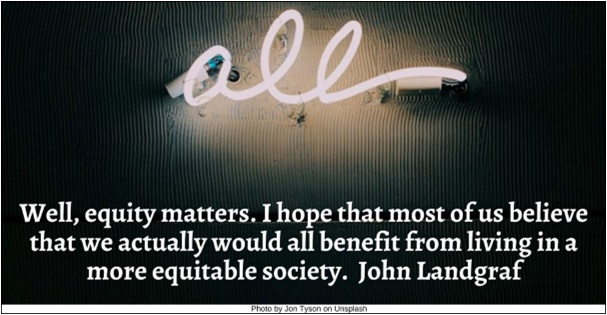 all
Well, equity matters. I hope that most of us believe
that we actually would all benefit from living in a
more equitable society.  John Landgraf
Photo by Jon Tyson on Unsplash